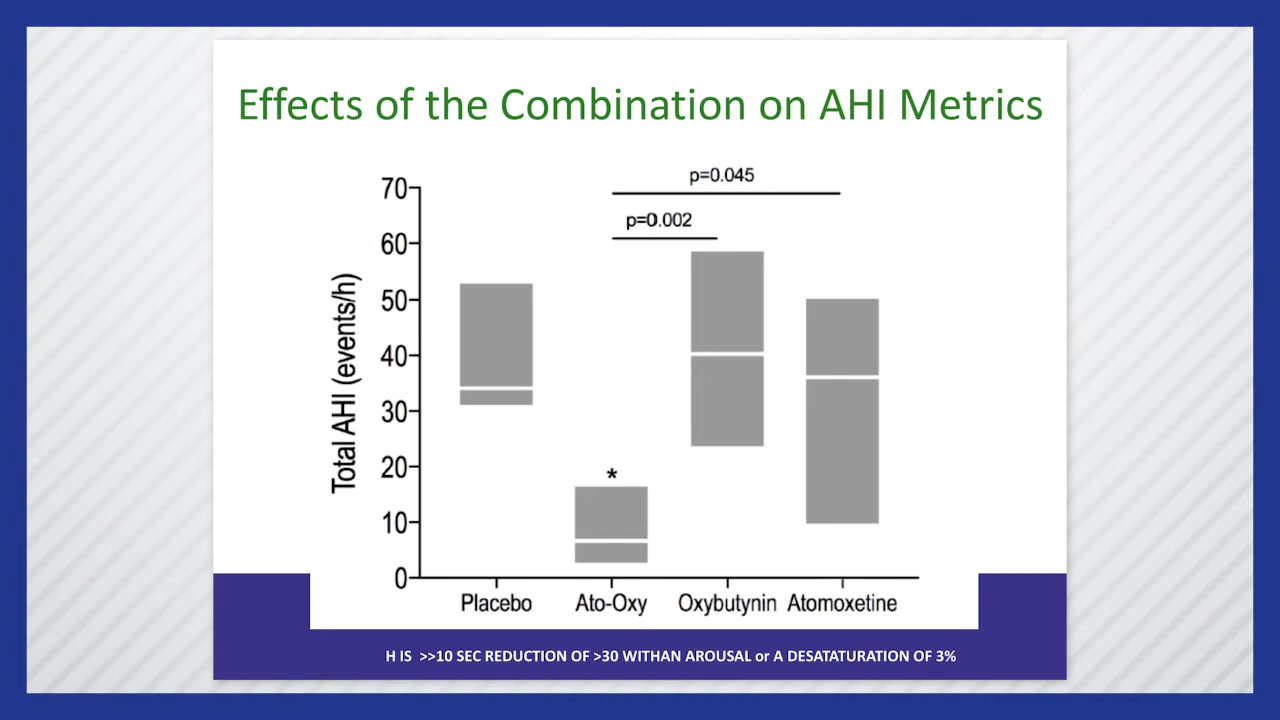 Effects of the Combination on AHI Metrics
p=0.045
p=0.002
Total AHI (events/h)
70
60
50
40
30
20
10
0
*
Placebo Ato-Oxy Oxybutynin Atomoxetine
H IS >>10 SEC REDUCTION OF >30 WITHAN AROUSAL or A DESATATURATION OF 3%